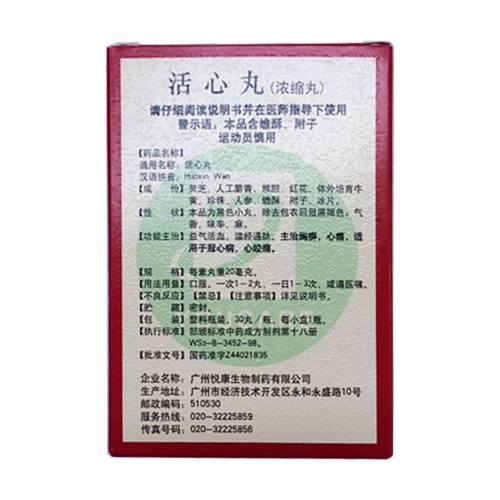 活心丸(浓缩丸)
请仔细阅读说明书并在医师指导下使用
警示语：本品含蟾酥、附子
运动员慎用
【药品名称】
通用名称：活心丸
汉语拼音：Huoxin Wan
【成　份】灵芝、人工麝香、熊胆、红花、体外培育牛
黄、珍珠、人参、蟾酥、附子、冰片。
【性　状】本品为黑色小丸，除去包衣后显黑褐色；气
香，味辛、麻。
【功能主治】益气活血，温经通脉。主治胸痹，心痛，适
用于冠心病、心绞痛。
【规　格】每素丸重20毫克。
【用法用量】口服。一次1～2丸，一日1～3次，或遵医嘱。
【不良反应】【禁忌】【注意事项】详见说明书。
【贮　藏】密封。
【包　装】塑料瓶装，30丸／瓶，每小盒1瓶。
【执行标准】部颁标准中药成方制剂第十八册
WS3-B-3452-98。
【批准文号】国药准字Z44021835
企业名称：广州悦康生物制药有限公司
生产地址：广州市经济技术开发区永和永盛路10号
邮政编码：510530
服务热线：020-32225859
传真号码：020-32225856